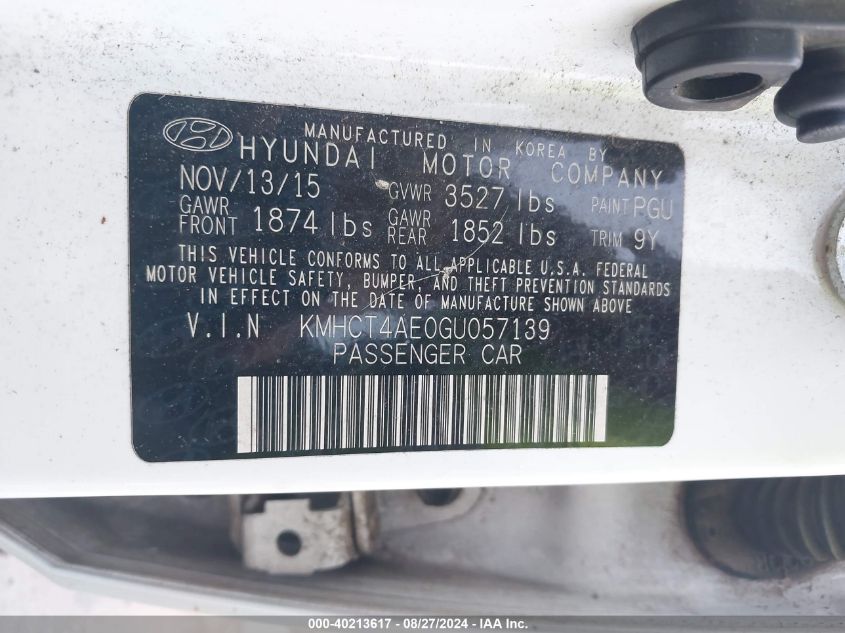 MANUFACTURED IN KOREA BY
HYUNDAI MOTOR COMPANY
NOV/13/15 GVWR 3527 lbs PAINT PGU
GAWR FRONT 1874 lbs GAWR REAR 1852 lbs TRIM 9Y
THIS VEHICLE CONFORMS TO ALL APPLICABLE U.S.A. FEDERAL
MOTOR VEHICLE SAFETY, BUMPER, AND THEFT PREVENTION STANDARDS
IN EFFECT ON THE DATE OF MANUFACTURE SHOWN ABOVE
V.I.N KMHCT4AE0GU057139
PASSENGER CAR
000-40213617 - 08/27/2024 - IAA Inc.